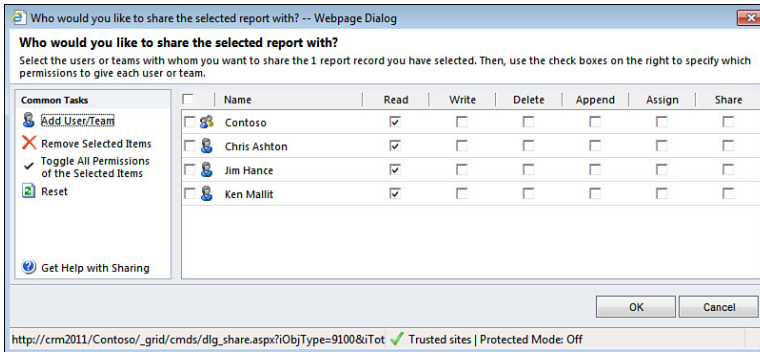 Who would you like to share the selected report with? -- Webpage Dialog
Who would you like to share the selected report with?
Select the users or teams with whom you want to share the 1 report record you have selected. Then, use the check boxes on the right to specify which
permissions to give each user or team.
Common Tasks
Add User/Team
Remove Selected Items
Toggle All Permissions
of the Selected Items
Reset
Get Help with Sharing
Name Read Write Delete Append Assign Share
Contoso
Chris Ashton
Jim Hance
Ken Mallit
OK Cancel
http://crm2011/Contoso/_grid/cmds/dlg_share.aspx?iObjType=9100&iTot Trusted sites | Protected Mode: Off